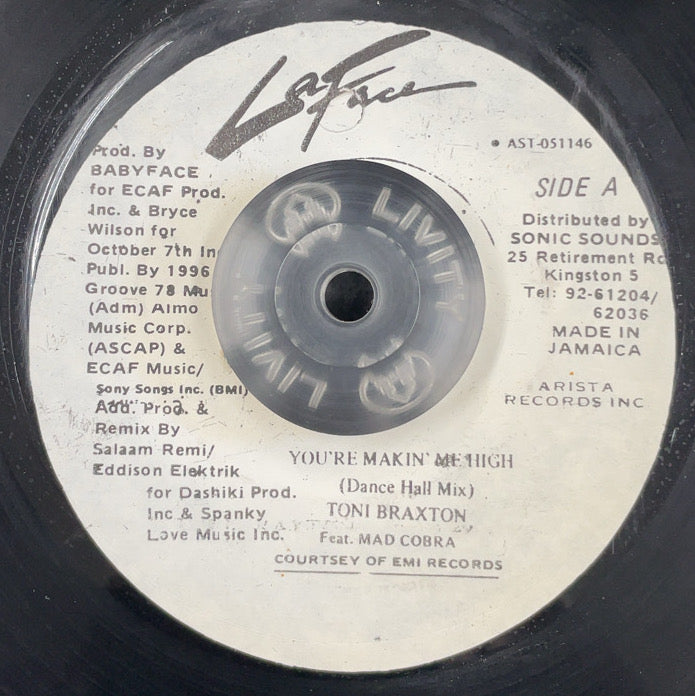 LaFace
• AST-051146
SIDE A
Prod. By
BABYFACE
for ECAF Prod.
Inc. & Bryce
Wilson for
October 7th In
Publ. By 1996
Groove 78 Mu
(Adm) Almo
Music Corp.
(ASCAP) &
ECAF Music/
Sony Songs Inc. (BMI)
Add. Prod. &
Remix By
Salaam Remi/
Eddison Elektrik
for Dashiki Prod.
Inc & Spanky
Love Music Inc.
LIVITY
LIVITY
LIVITY
Distributed by
SONIC SOUNDS
25 Retirement Rd
Kingston 5
Tel: 92-61204/
62036
MADE IN
JAMAICA
ARISTA
RECORDS INC
YOU'RE MAKIN' ME HIGH
(Dance Hall Mix)
TONI BRAXTON
Feat. MAD COBRA
COURTSEY OF EMI RECORDS